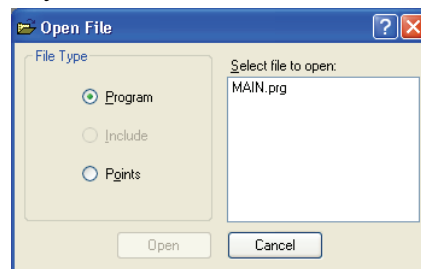 Open File
File Type
Program
Include
Points
Select file to open:
MAIN.prg
Open
Cancel